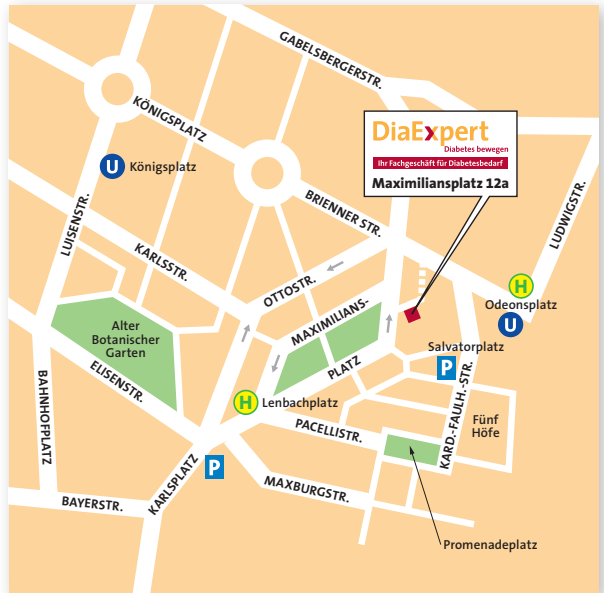 GABELSBERGERSTR.
KÖNIGSPLATZ
DiaExpert
Diabetes bewegen
Ihr Fachgeschäft für Diabetesbedarf
Maximiliansplatz 12a
U Königsplatz
LUISENSTR.
BRIENNER STR.
LUDWIGSTR.
KARLSSTR.
OTTOSTR.
H
Odeonsplatz
U
MAXIMILIANS-
PLATZ
Alter
Botanischer
Garten
Salvatorplatz
P
ELISENSTR.
BAHNHOFPLATZ
H Lenbachplatz
KARD.-FAULH.-STR.
Fünf
Höfe
PACELLISTR.
KARLSPLATZ
P
MAXBURGSTR.
BAYERSTR.
Promenadeplatz